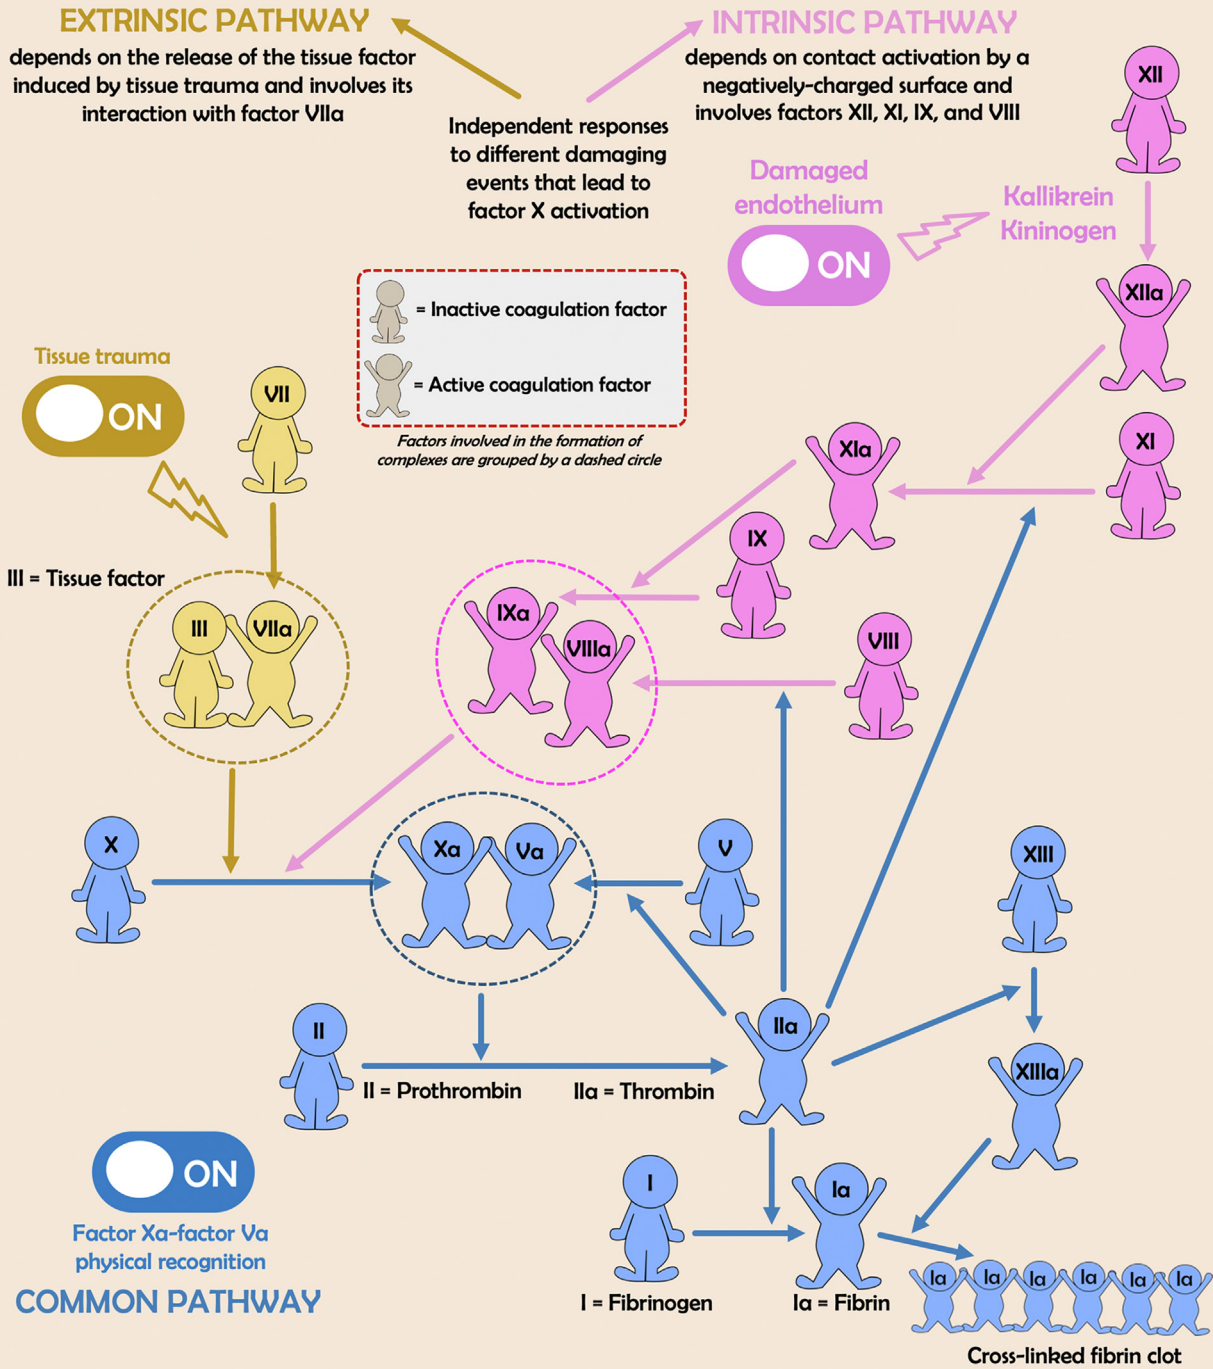 EXTRINSIC PATHWAY
depends on the release of the tissue factor
induced by tissue trauma and involves its
interaction with factor VIIa
INTRINSIC PATHWAY
depends on contact activation by a
negatively-charged surface and
involves factors XII, XI, IX, and VIII
Independent responses
to different damaging
events that lead to
factor X activation
XII
Damaged
endothelium
ON
Kallikrein
Kininogen
XIIa
= Inactive coagulation factor
= Active coagulation factor
Factors involved in the formation of
complexes are grouped by a dashed circle
Tissue trauma
ON
VII
XIa
XI
IX
III = Tissue factor
III
VIIa
IXa
VIIIa
VIII
X
Xa
Va
V
XIII
II
IIa
XIIIa
II = Prothrombin
IIa = Thrombin
ON
Factor Xa-factor Va
physical recognition
COMMON PATHWAY
I
Ia
I = Fibrinogen
Ia = Fibrin
Ia
Ia
Ia
Ia
Ia
Ia
Cross-linked fibrin clot